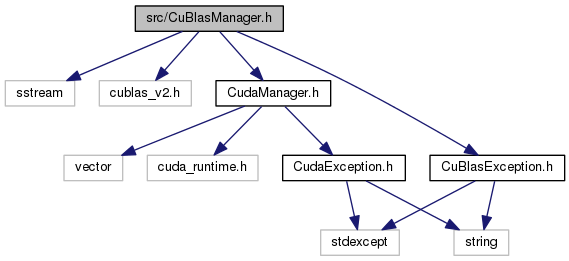 src/CuBlasManager.h
sstream
cublas_v2.h
CudaManager.h
vector
cuda_runtime.h
CudaException.h
CuBlasException.h
stdexcept
string